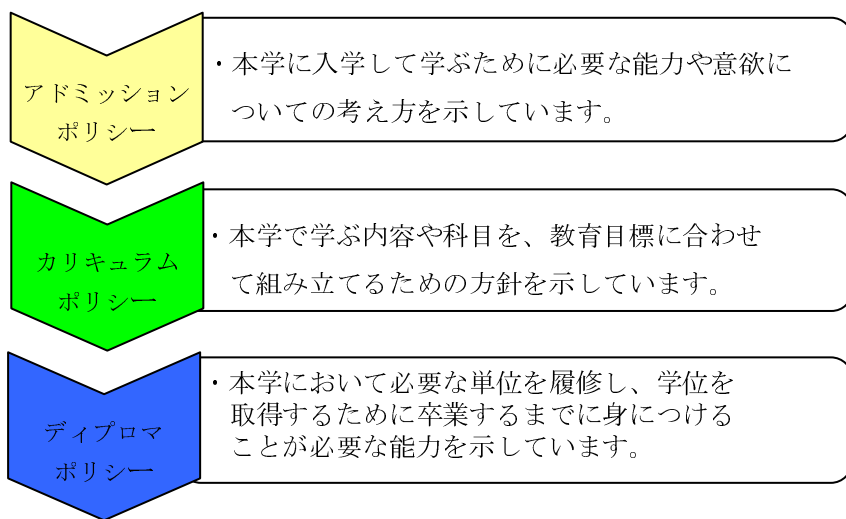 アドミッション
ポリシー
・本学に入学して学ぶために必要な能力や意欲に
ついての考え方を示しています。
カリキュラム
ポリシー
・本学で学ぶ内容や科目を、教育目標に合わせ
て組み立てるための方針を示しています。
ディプロマ
ポリシー
・本学において必要な単位を履修し、学位を
取得するために卒業するまでに身につける
ことが必要な能力を示しています。